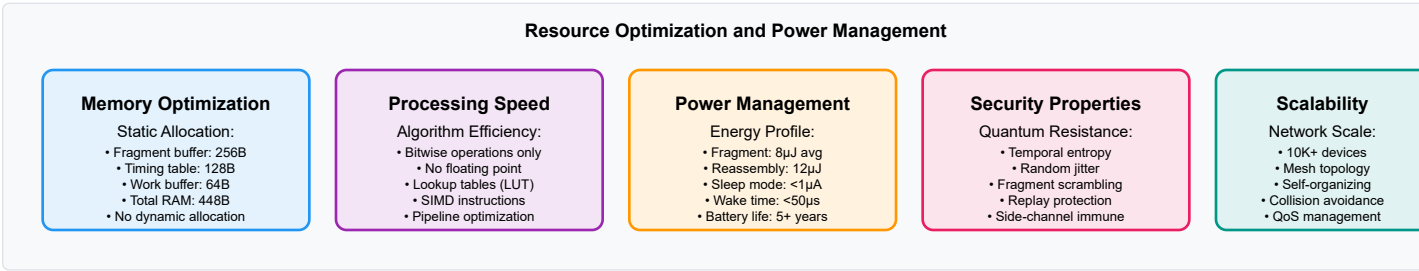 Resource Optimization and Power Management
Memory Optimization
Static Allocation:
• Fragment buffer: 256B
• Timing table: 128B
• Work buffer: 64B
• Total RAM: 448B
• No dynamic allocation
Processing Speed
Algorithm Efficiency:
• Bitwise operations only
• No floating point
• Lookup tables (LUT)
• SIMD instructions
• Pipeline optimization
Power Management
Energy Profile:
• Fragment: 8μJ avg
• Reassembly: 12μJ
• Sleep mode: <1μA
• Wake time: <50μs
• Battery life: 5+ years
Security Properties
Quantum Resistance:
• Temporal entropy
• Random jitter
• Fragment scrambling
• Replay protection
• Side-channel immune
Scalability
Network Scale:
• 10K+ devices
• Mesh topology
• Self-organizing
• Collision avoidance
• QoS management